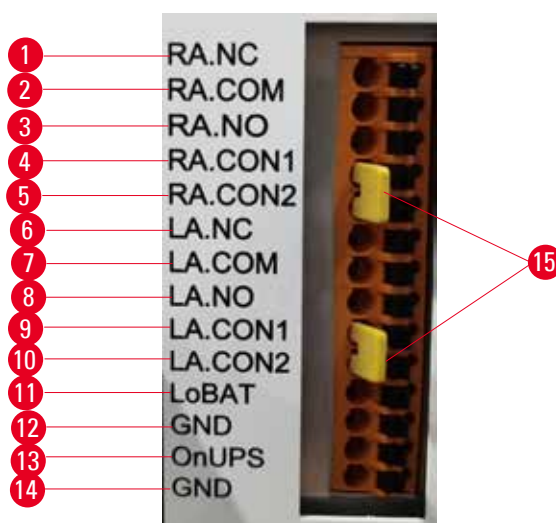 1 RA.NC
2 RA.COM
3 RA.NO
4 RA.CON1
5 RA.CON2
6 LA.NC
7 LA.COM
8 LA.NO
9 LA.CON1
10 LA.CON2
11 LoBAT
12 GND
13 OnUPS
14 GND
15